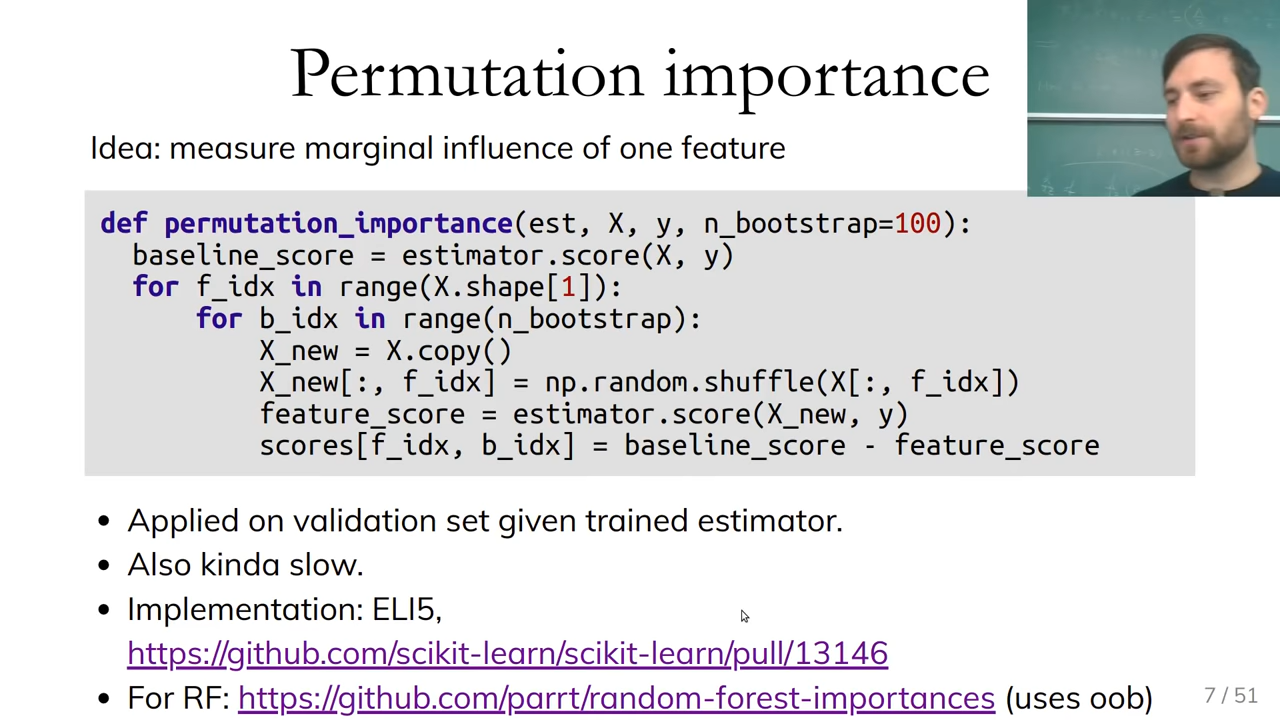 Permutation importance
Idea: measure marginal influence of one feature
def permutation_importance(est, X, y, n_bootstrap=100):
baseline_score = estimator.score(X, y)
for f_idx in range(X.shape[1]):
for b_idx in range(n_bootstrap):
X_new = X.copy()
X_new[:, f_idx] = np.random.shuffle(X[:, f_idx])
feature_score = estimator.score(X_new, y)
scores[f_idx, b_idx] = baseline_score - feature_score
• Applied on validation set given trained estimator.
• Also kinda slow.
• Implementation: ELI5,
https://github.com/scikit-learn/scikit-learn/pull/13146
• For RF: https://github.com/parrt/random-forest-importances (uses oob)
7 / 51